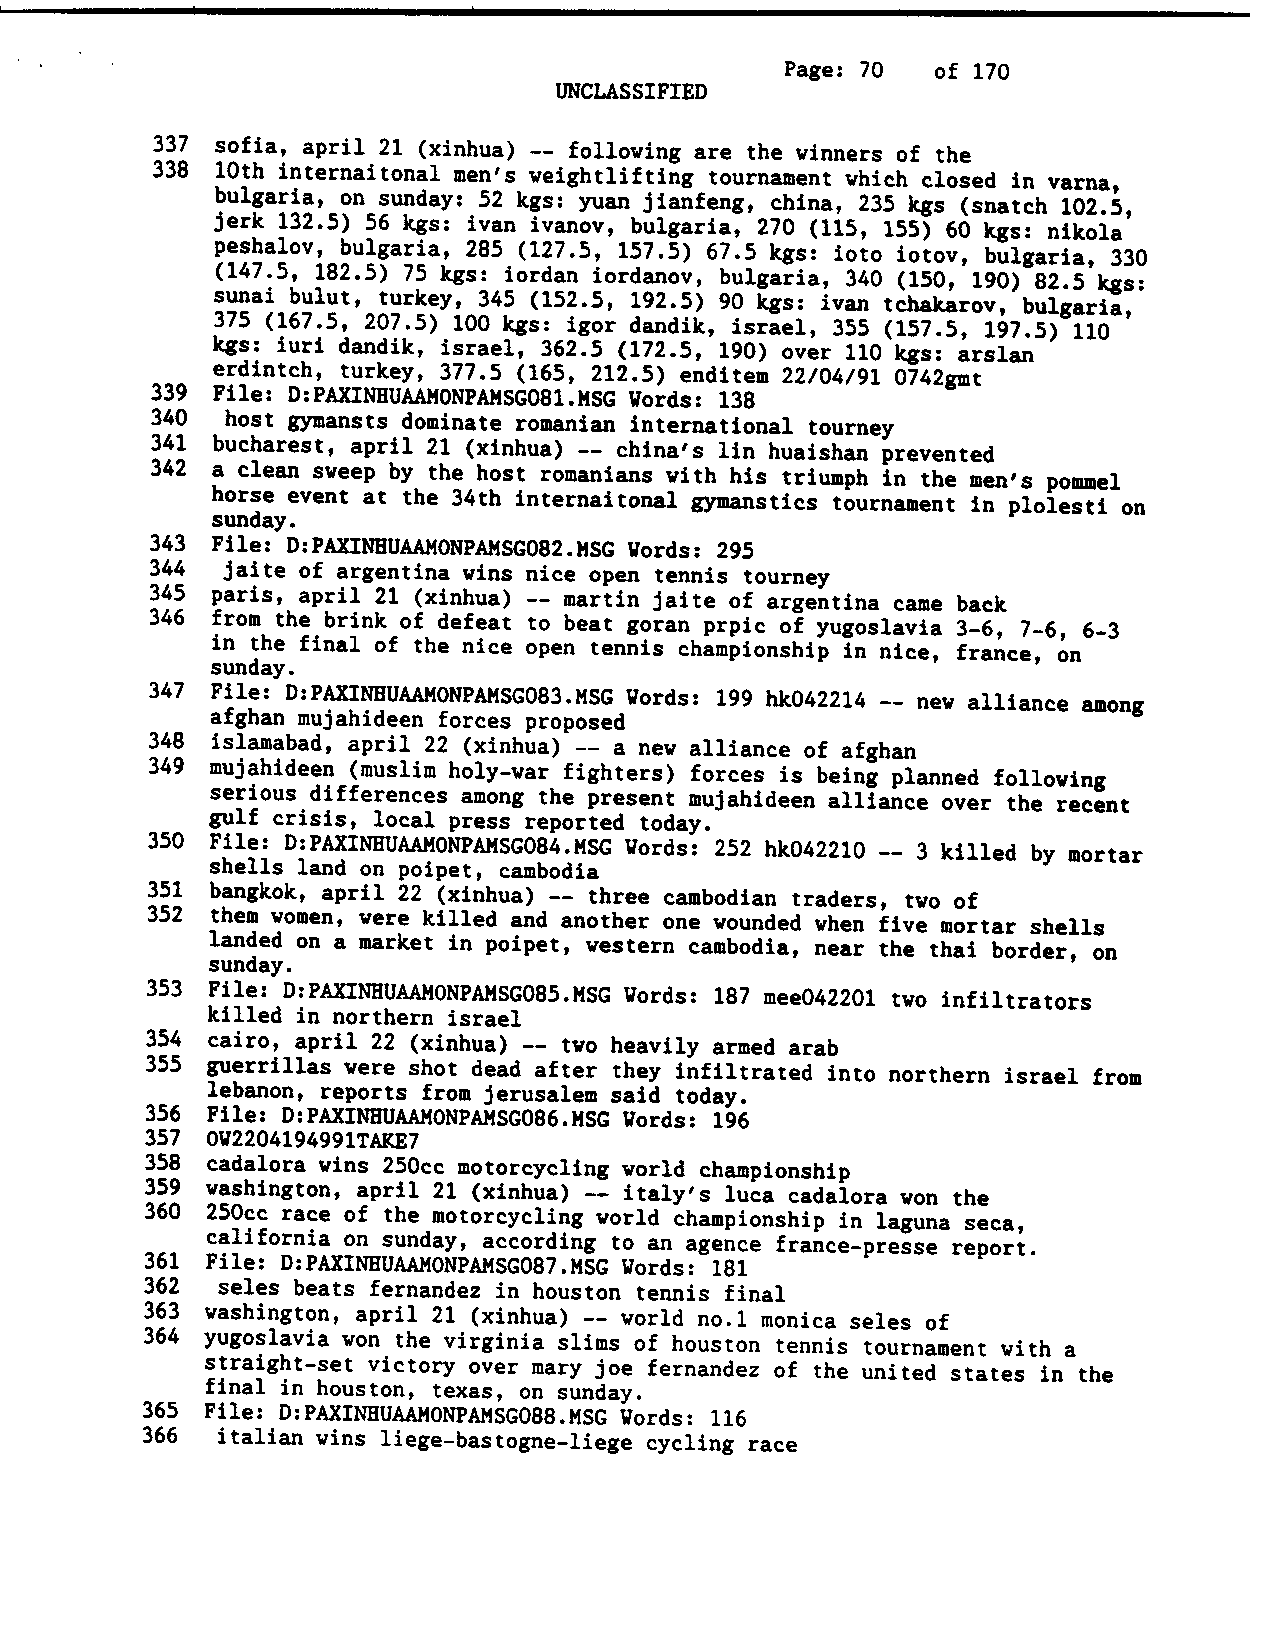 Page: 70 of 170
UNCLASSIFIED
337 sofia, april 21 (xinhua) -- following are the winners of the
338 10th internaitonal men's weightlifting tournament which closed in varna,
bulgaria, on sunday: 52 kgs: yuan jianfeng, china, 235 kgs (snatch 102.5,
jerk 132.5) 56 kgs: ivan ivanov, bulgaria, 270 (115, 155) 60 kgs: nikola
peshalov, bulgaria, 285 (127.5, 157.5) 67.5 kgs: ioto iotov, bulgaria, 330
(147.5, 182.5) 75 kgs: iordan iordanov, bulgaria, 340 (150, 190) 82.5 kgs:
sunai bulut, turkey, 345 (152.5, 192.5) 90 kgs: ivan tchakarov, bulgaria,
375 (167.5, 207.5) 100 kgs: igor dandik, israel, 355 (157.5, 197.5) 110
kgs: iuri dandik, israel, 362.5 (172.5, 190) over 110 kgs: arslan
erdintch, turkey, 377.5 (165, 212.5) enditem 22/04/91 0742gmt
339 File: D:PAXINHUAAMONPAMSG081.MSG Words: 138
340 host gymansts dominate romanian international tourney
341 bucharest, april 21 (xinhua) -- china's lin huaishan prevented
342 a clean sweep by the host romanians with his triumph in the men's pommel
horse event at the 34th internaitonal gymanstics tournament in plolesti on
sunday.
343 File: D:PAXINHUAAMONPAMSG082.MSG Words: 295
344 jaite of argentina wins nice open tennis tourney
345 paris, april 21 (xinhua) -- martin jaite of argentina came back
346 from the brink of defeat to beat goran prpic of yugoslavia 3-6, 7-6, 6-3
in the final of the nice open tennis championship in nice, france, on
sunday.
347 File: D:PAXINHUAAMONPAMSG083.MSG Words: 199 hk042214 -- new alliance among
afghan mujahideen forces proposed
348 islamabad, april 22 (xinhua) -- a new alliance of afghan
349 mujahideen (muslim holy-war fighters) forces is being planned following
serious differences among the present mujahideen alliance over the recent
gulf crisis, local press reported today.
350 File: D:PAXINHUAAMONPAMSG084.MSG Words: 252 hk042210 -- 3 killed by mortar
shells land on poipet, cambodia
351 bangkok, april 22 (xinhua) -- three cambodian traders, two of
352 them women, were killed and another one wounded when five mortar shells
landed on a market in poipet, western cambodia, near the thai border, on
sunday.
353 File: D:PAXINHUAAMONPAMSG085.MSG Words: 187 mee042201 two infiltrators
killed in northern israel
354 cairo, april 22 (xinhua) -- two heavily armed arab
355 guerrillas were shot dead after they infiltrated into northern israel from
lebanon, reports from jerusalem said today.
356 File: D:PAXINHUAAMONPAMSG086.MSG Words: 196
357 OW2204194991TAKE7
358 cadalora wins 250cc motorcycling world championship
359 washington, april 21 (xinhua) -- italy's luca cadalora won the
360 250cc race of the motorcycling world championship in laguna seca,
california on sunday, according to an agence france-presse report.
361 File: D:PAXINHUAAMONPAMSG087.MSG Words: 181
362 seles beats fernandez in houston tennis final
363 washington, april 21 (xinhua) -- world no.1 monica seles of
364 yugoslavia won the virginia slims of houston tennis tournament with a
straight-set victory over mary joe fernandez of the united states in the
final in houston, texas, on sunday.
365 File: D:PAXINHUAAMONPAMSG088.MSG Words: 116
366 italian wins liege-bastogne-liege cycling race